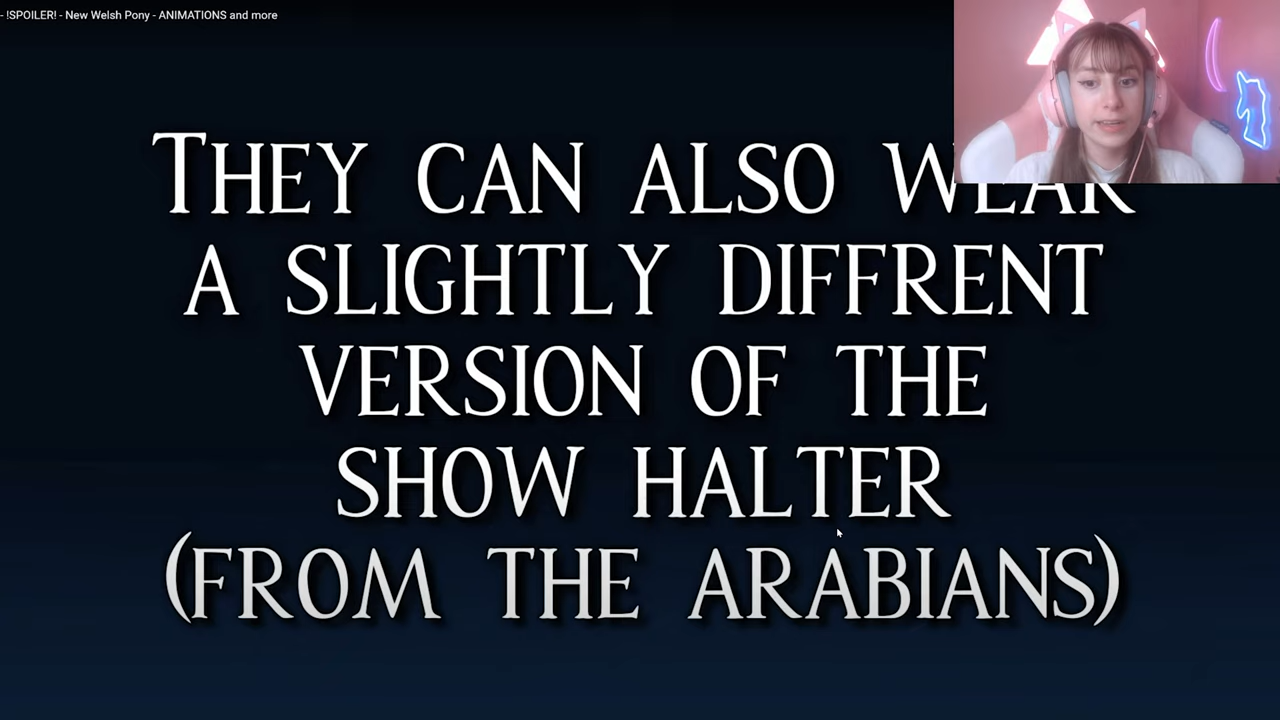 - !SPOILER! - New Welsh Pony - ANIMATIONS and more
THEY CAN ALSO WEAR
A SLIGHTLY DIFFRENT
VERSION OF THE
SHOW HALTER
(FROM THE ARABIANS)